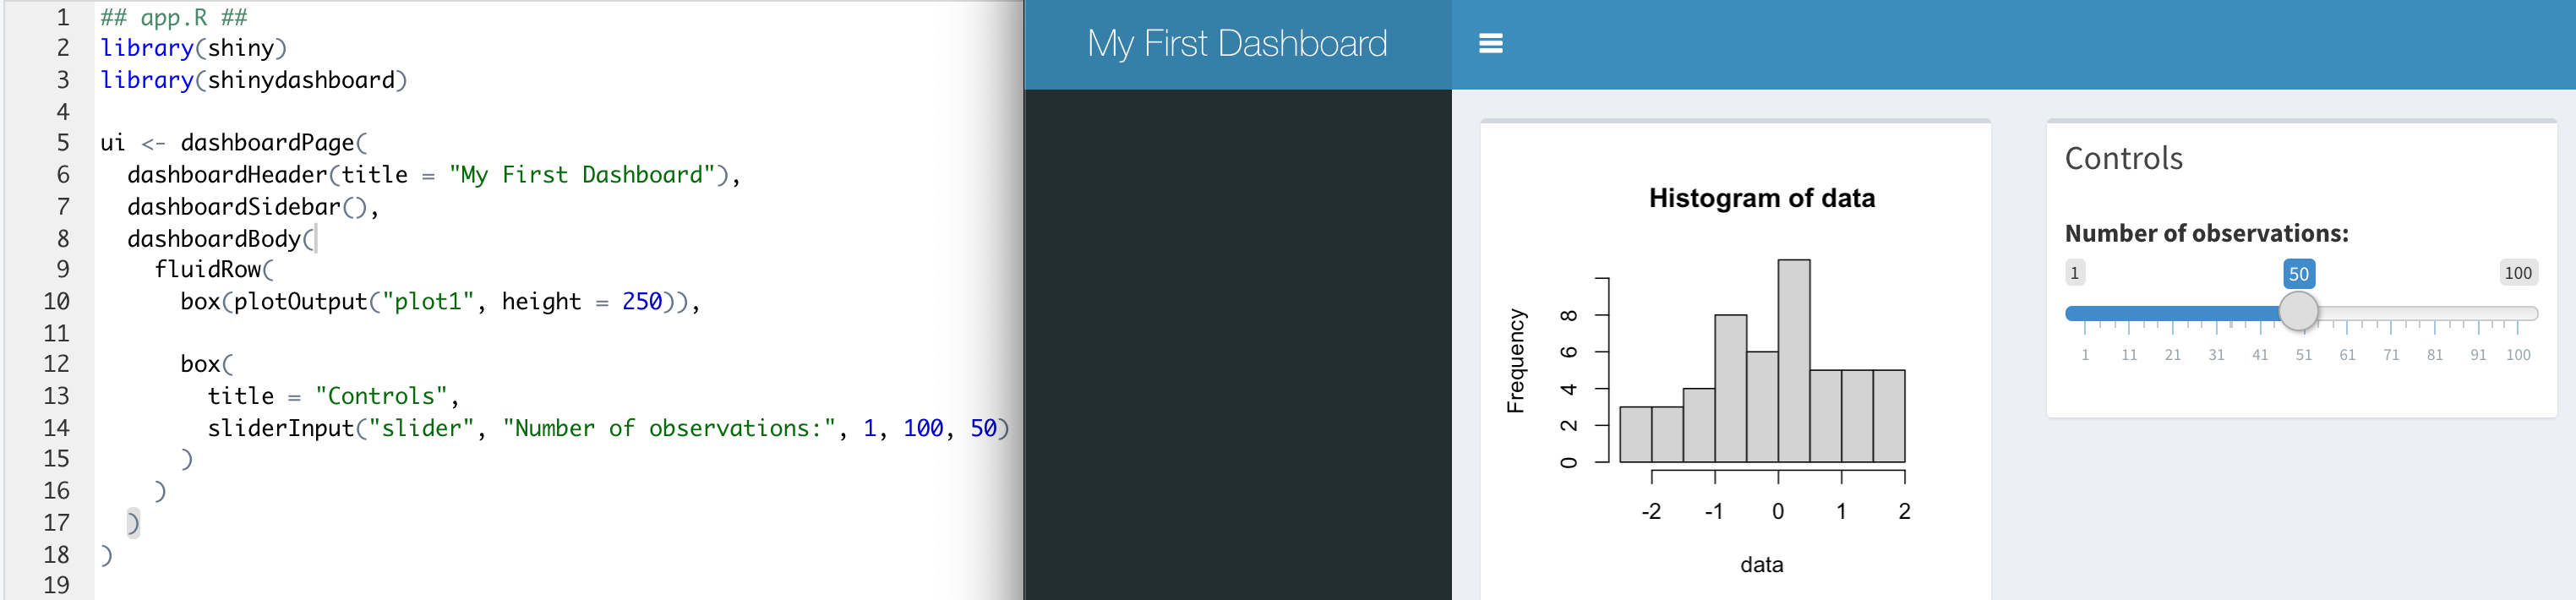 1 ## app.R ##
2 library(shiny)
3 library(shinydashboard)
4
5 ui <- dashboardPage(
6 dashboardHeader(title = "My First Dashboard"),
7 dashboardSidebar(),
8 dashboardBody(
9 fluidRow(
10 box(plotOutput("plot1", height = 250)),
11
12 box(
13 title = "Controls",
14 sliderInput("slider", "Number of observations:", 1, 100, 50)
15 )
16 )
17 )
18 )
19
My First Dashboard
Histogram of data
Frequency
8
6
4
2
0
-2 -1 0 1 2
data
Controls
Number of observations:
1 50 100
1 11 21 31 41 51 61 71 81 91 100